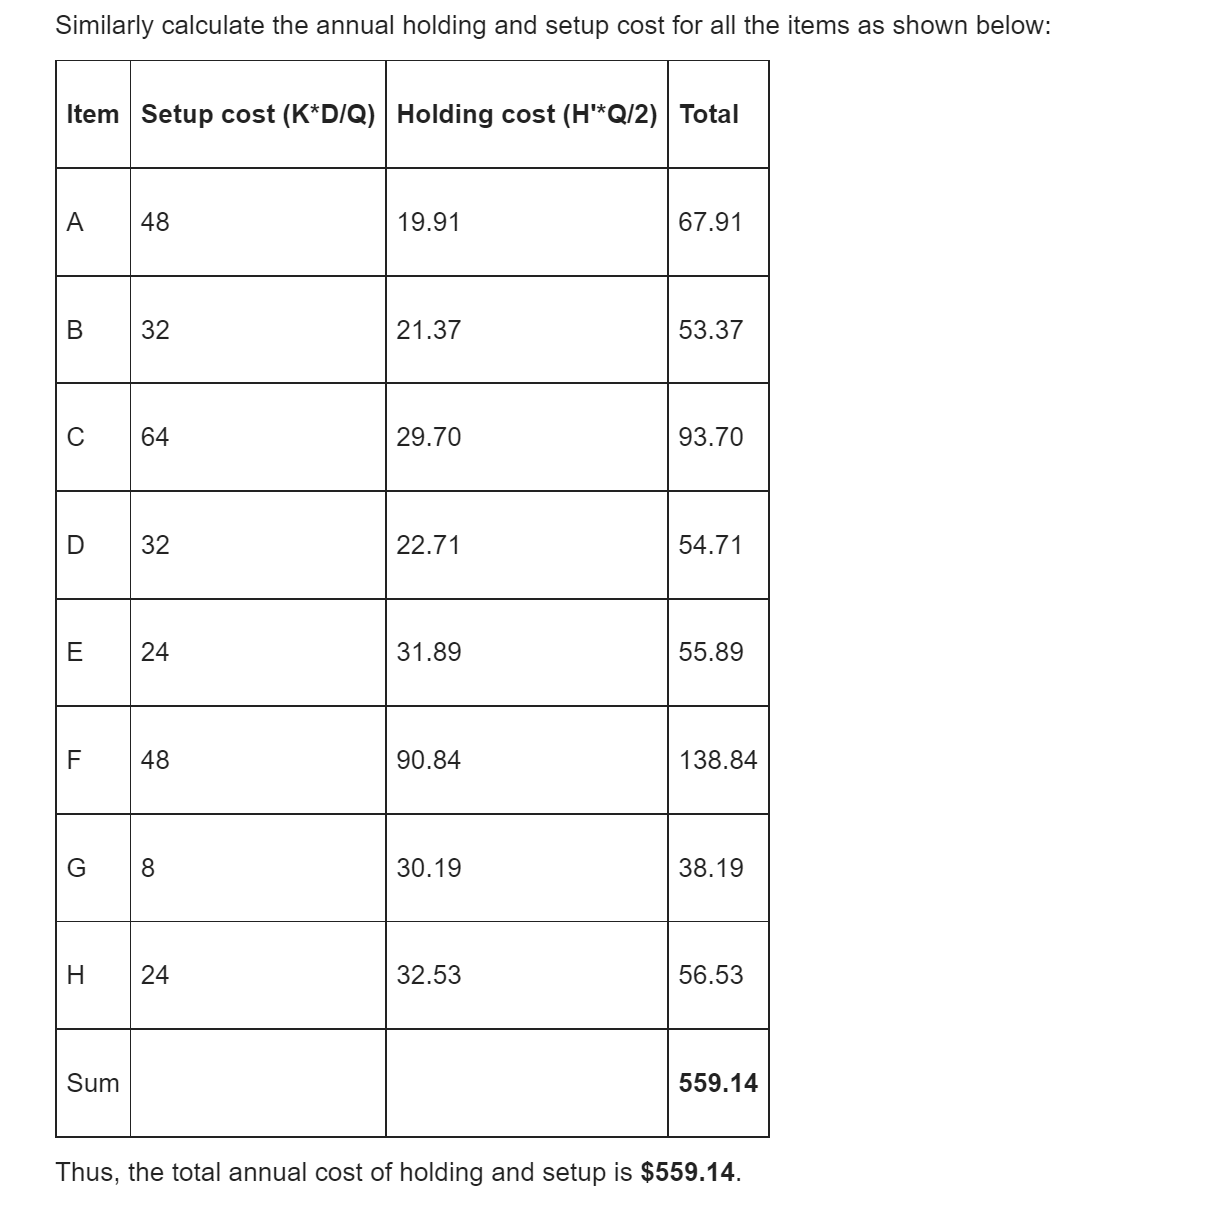 Similarly calculate the annual holding and setup cost for all the items as shown below:
Item Setup cost (K*D/Q) Holding cost (H'*Q/2) Total
A 48 19.91 67.91
B 32 21.37 53.37
C 64 29.70 93.70
D 32 22.71 54.71
E 24 31.89 55.89
F 48 90.84 138.84
G 8 30.19 38.19
H 24 32.53 56.53
Sum 559.14
Thus, the total annual cost of holding and setup is $559.14.